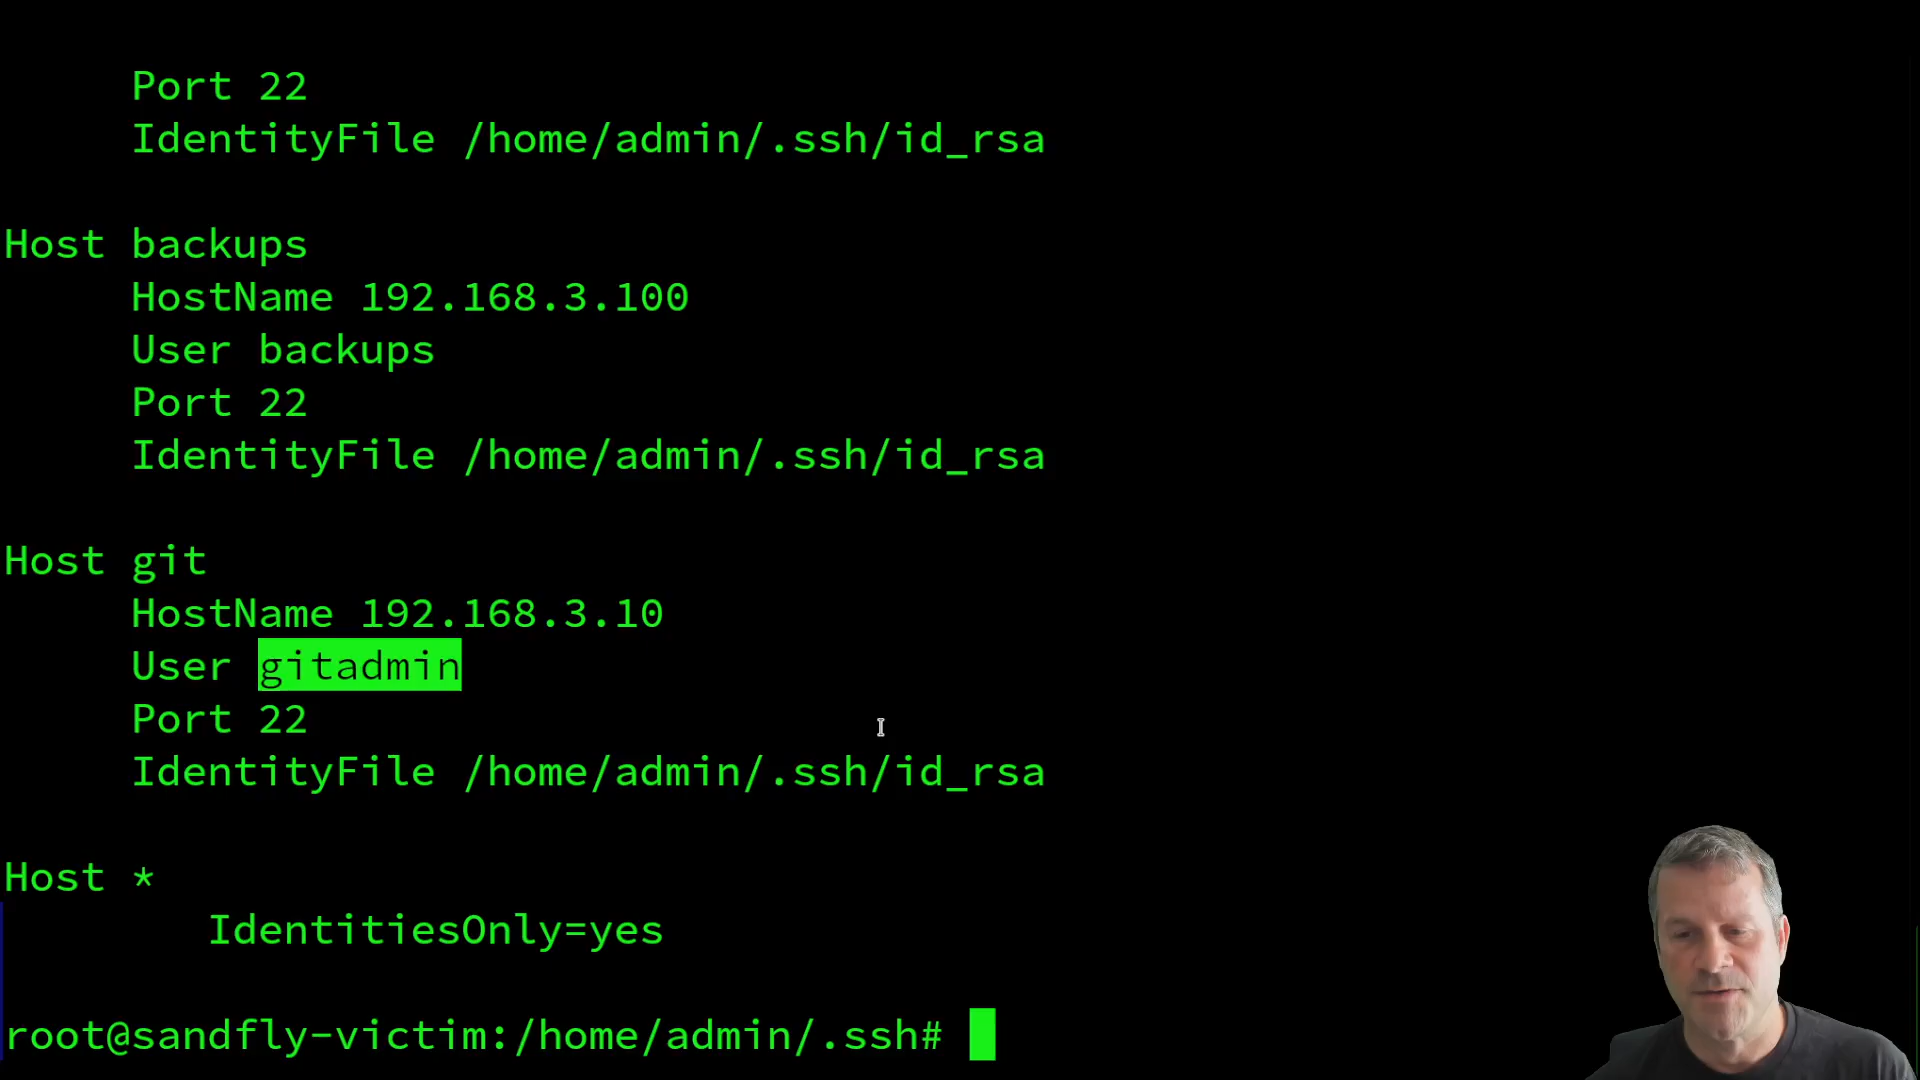 Port 22
IdentityFile /home/admin/.ssh/id_rsa
Host backups
HostName 192.168.3.100
User backups
Port 22
IdentityFile /home/admin/.ssh/id_rsa
Host git
HostName 192.168.3.10
User gitadmin
Port 22
IdentityFile /home/admin/.ssh/id_rsa
Host *
IdentitiesOnly=yes
root@sandfly-victim:/home/admin/.ssh#